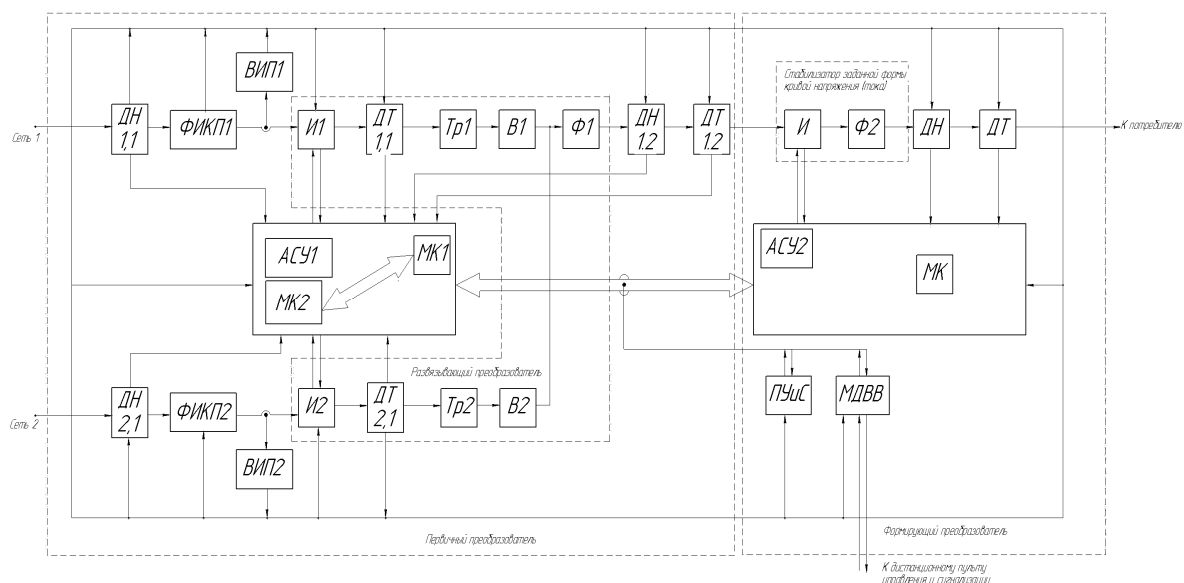 ВИП1
Стабилизатор заданной формы
кривой напряжения (тока)
Сеть 1
ДН
1,1
ФИКП1
И1
ДТ
1,1
Тр1
В1
Ф1
ДН
1.2
ДТ
1.2
И
Ф2
ДН
ДТ
К потребителю
АСУ1
МК1
МК2
АСУ2
МК
Развязывающий преобразователь
Сеть 2
ДН
2,1
ФИКП2
И2
ДТ
2,1
Тр2
В2
ПУиС
МДВВ
ВИП2
Первичный преобразователь
Формирующий преобразователь
К дистанционному пульту
управления и сигнализации